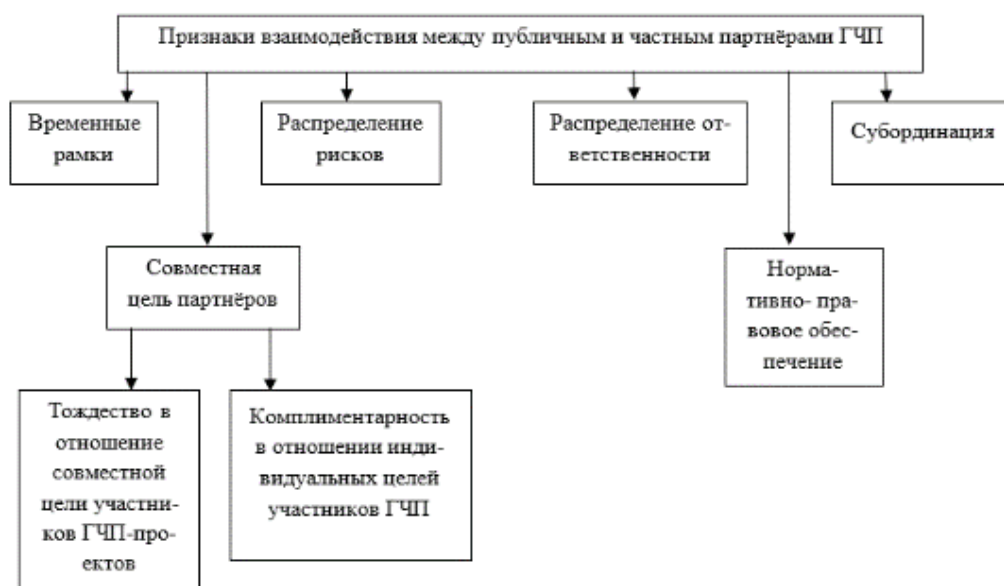 Признаки взаимодействия между публичным и частным партнёрами ГЧП
Временные
рамки
Распределение
рисков
Распределение от-
ветственности
Субординация
Совместная
цель партнёров
Норма-
тивно- пра-
вовое обес-
печение
Тождество в
отношение
совместной
цели участни-
ков ГЧП-про-
ектов
Комплиментарность
в отношении инди-
видуальных целей
участников ГЧП